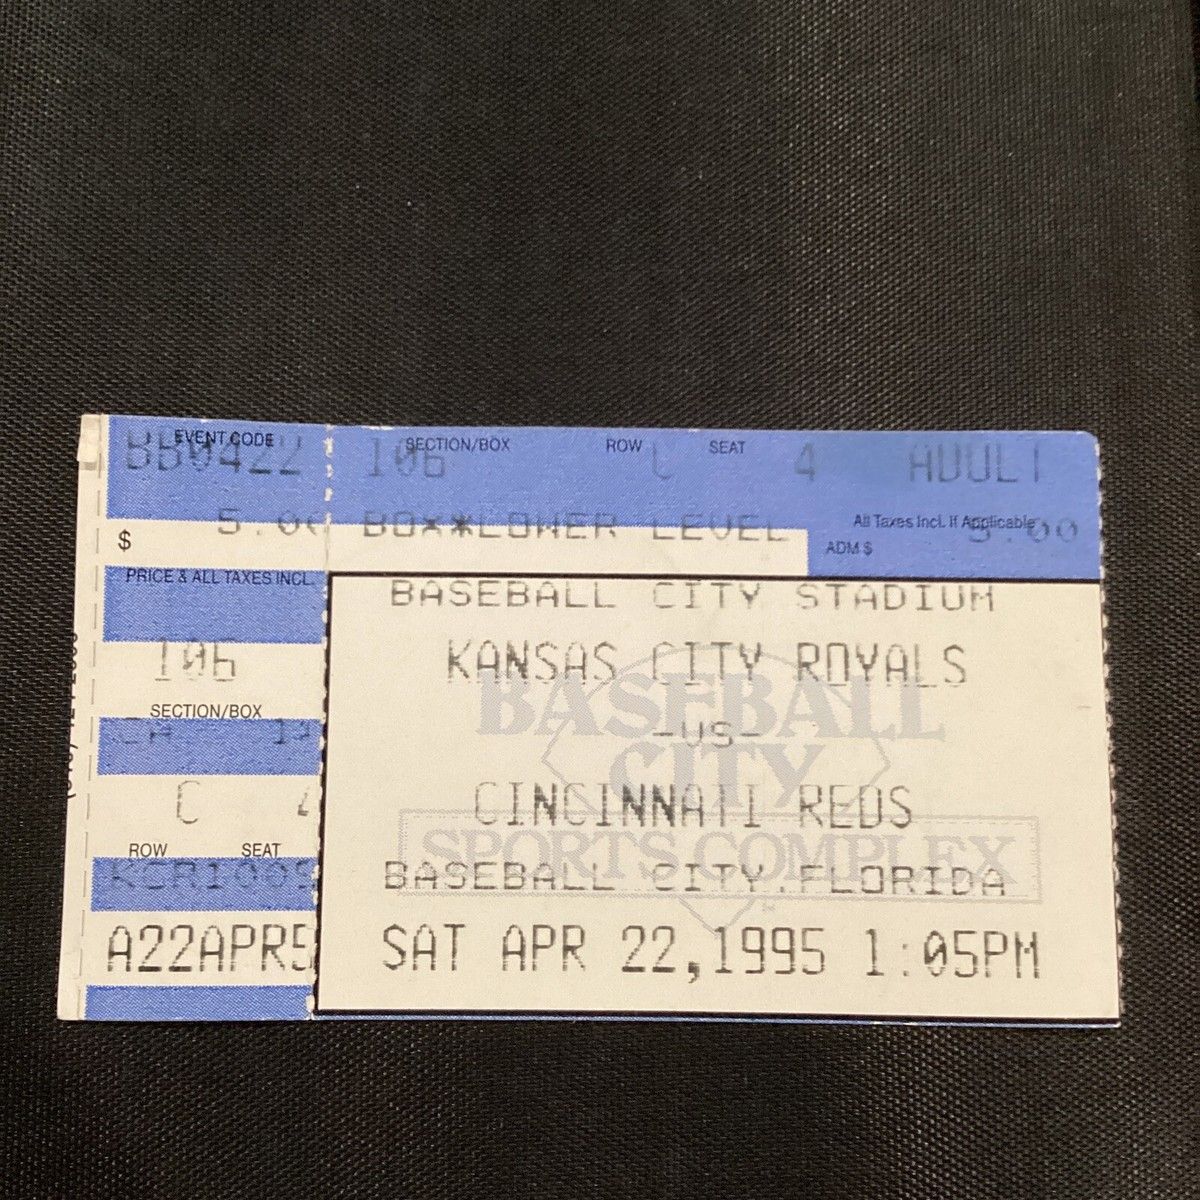 EVENT CODE SECTION/BOX ROW SEAT
BB0422 106 C 4 ADULT
$ 5.00 BOX**LOWER LEVEL All Taxes Incl. If Applicable
ADM $ 5.00
PRICE & ALL TAXES INCL.
106
SECTION/BOX
C 4
ROW SEAT
A22APR5
BASEBALL CITY STADIUM
KANSAS CITY ROYALS
-VS-
CINCINNATI REDS
BASEBALL CITY.FLORIDA
SAT APR 22,1995 1:05PM
BASEBALL
CITY
SPORTS COMPLEX